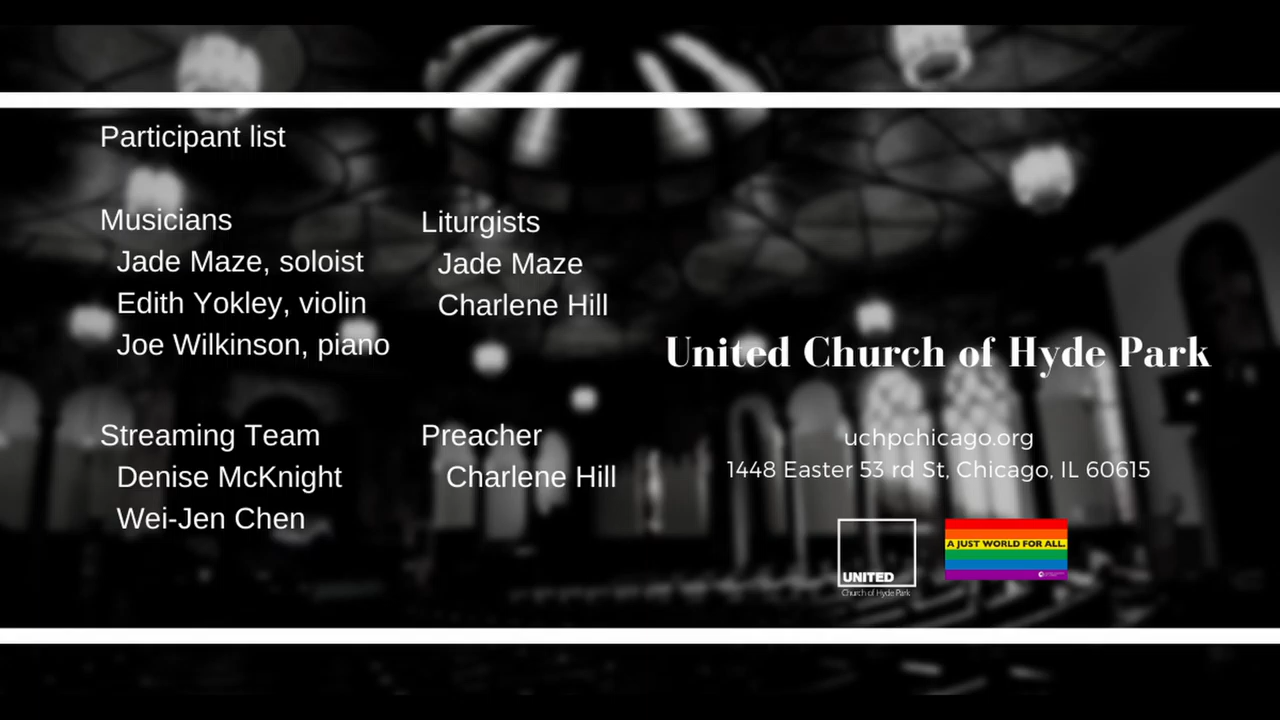 Participant list
Musicians
Jade Maze, soloist
Edith Yokley, violin
Joe Wilkinson, piano
Liturgists
Jade Maze
Charlene Hill
Streaming Team
Denise McKnight
Wei-Jen Chen
Preacher
Charlene Hill
United Church of Hyde Park
uchpchicago.org
1448 Easter 53 rd St, Chicago, IL 60615
UNITED
Church of Hyde Park
A JUST WORLD FOR ALL.